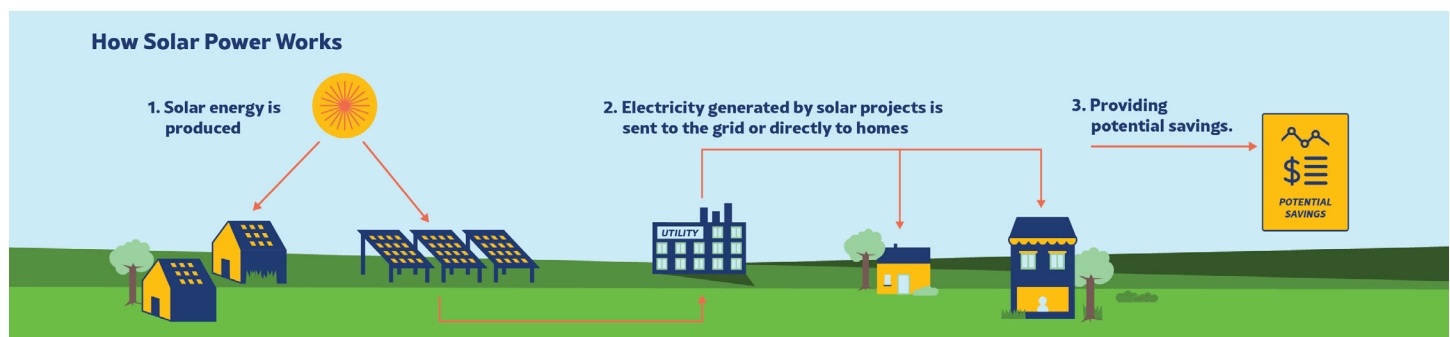 How Solar Power Works
1. Solar energy is
produced
2. Electricity generated by solar projects is
sent to the grid or directly to homes
3. Providing
potential savings.
UTILITY
$
POTENTIAL
SAVINGS